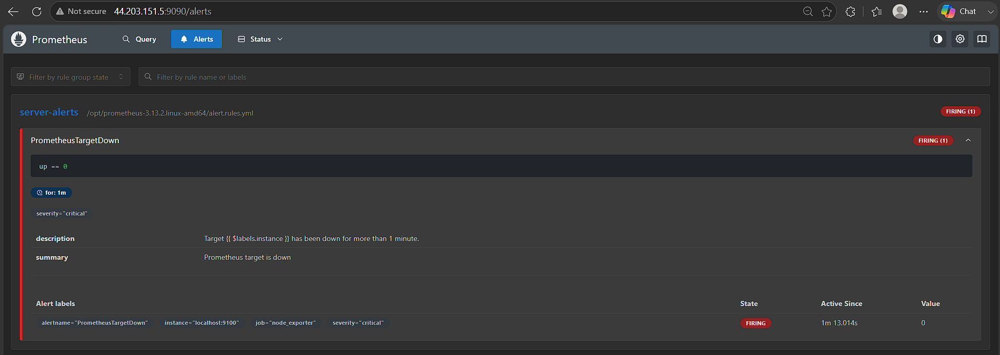 Not secure 44.203.151.5:9090/alerts Chat
Prometheus Query Alerts Status
Filter by rule group state Filter by rule name or labels
server-alerts /opt/prometheus-3.13.2.linux-amd64/alert.rules.yml FIRING (1)
PrometheusTargetDown FIRING (1)
up == 0
for: 1m
severity="critical"
description Target {{ $labels.instance }} has been down for more than 1 minute.
summary Prometheus target is down
Alert labels State Active Since Value
alertname="PrometheusTargetDown" instance="localhost:9100" job="node_exporter" severity="critical" FIRING 1m 13.014s 0